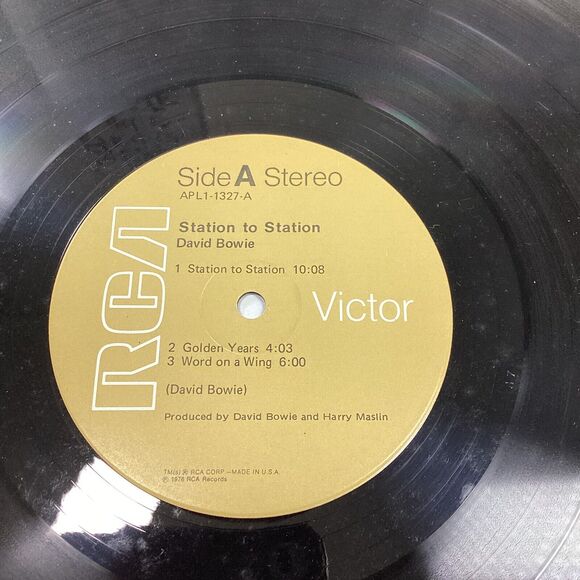 Side A Stereo
APL1-1327-A
Station to Station
David Bowie
1 Station to Station 10:08
RCA
Victor
2 Golden Years 4:03
3 Word on a Wing 6:00
(David Bowie)
Produced by David Bowie and Harry Maslin
TM(s) ® RCA CORP.—MADE IN U.S.A.
℗ 1976 RCA Records